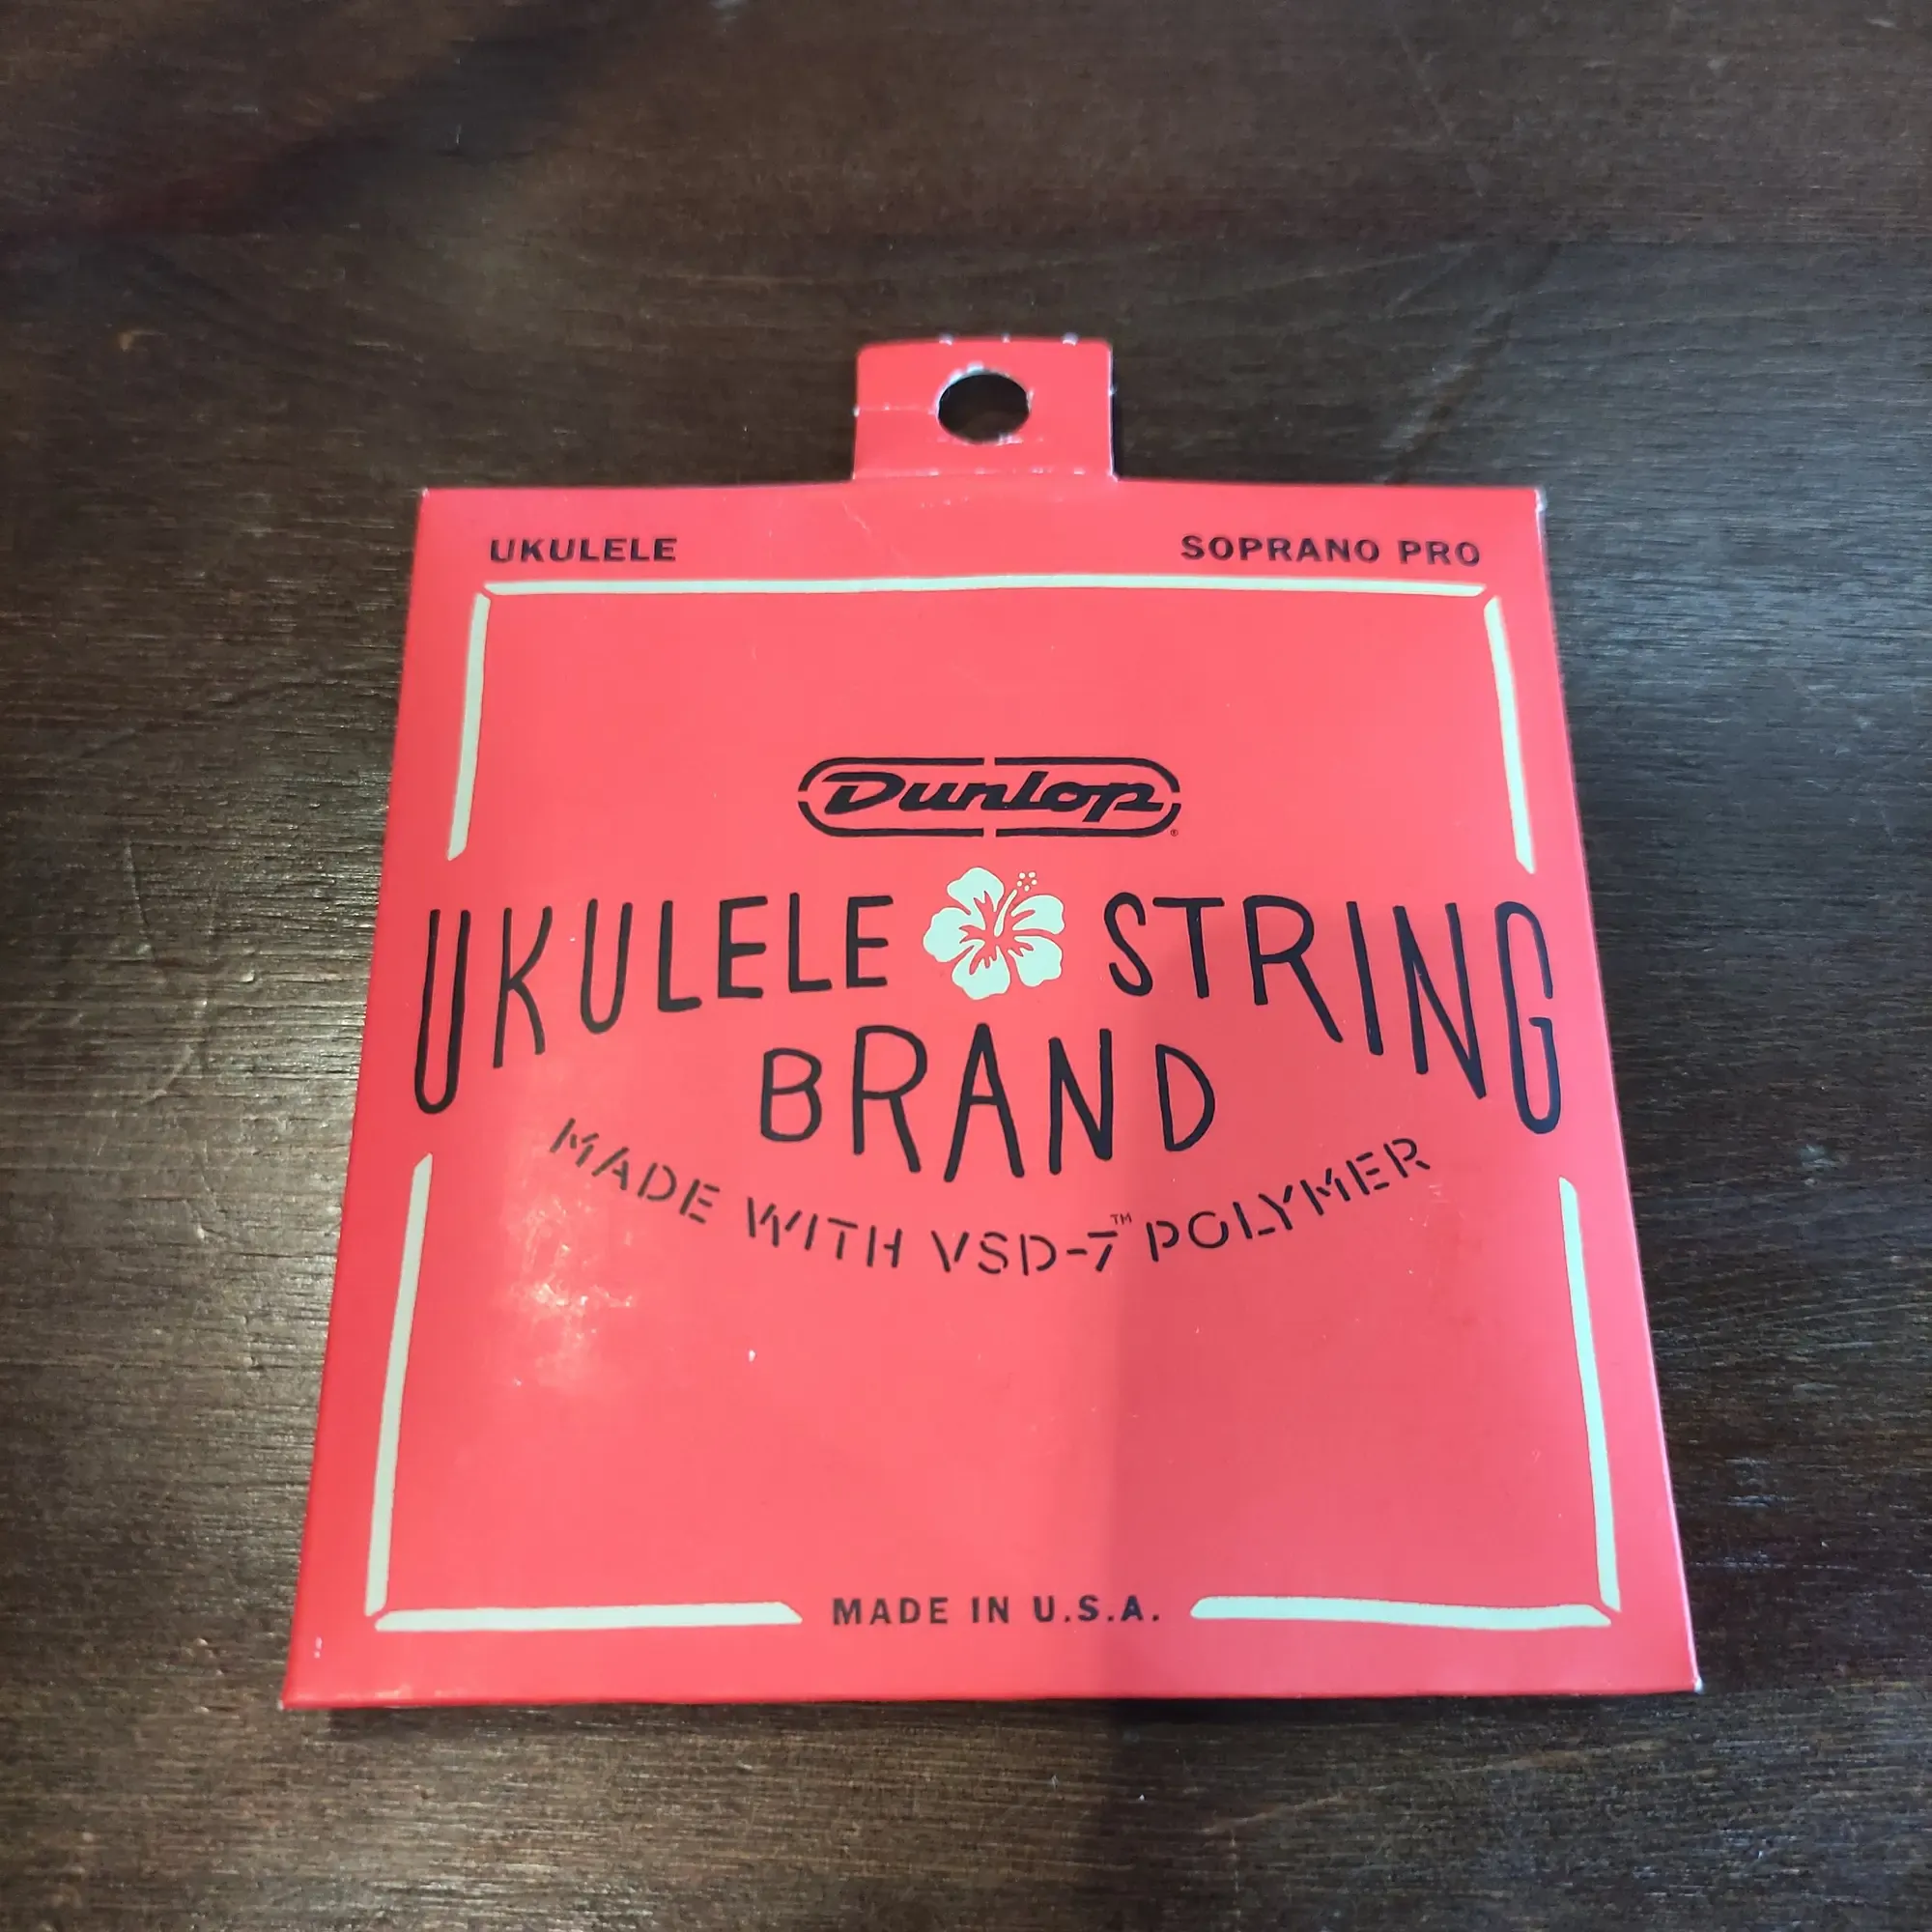 UKULELE SOPRANO PRO
Dunlop®
UKULELE STRING
BRAND
MADE WITH VSD-7™ POLYMER
MADE IN U.S.A.